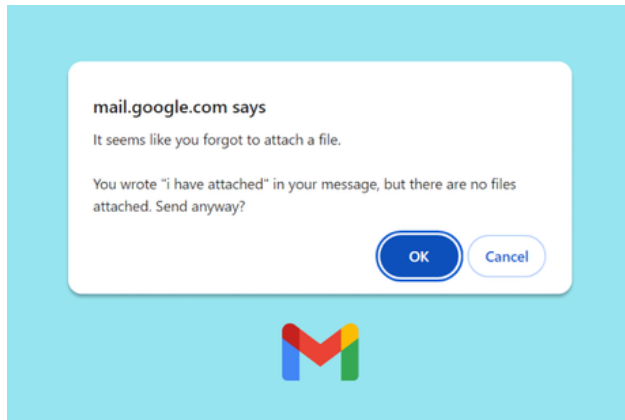 mail.google.com says
It seems like you forgot to attach a file.
You wrote "i have attached" in your message, but there are no files
attached. Send anyway?
OK Cancel